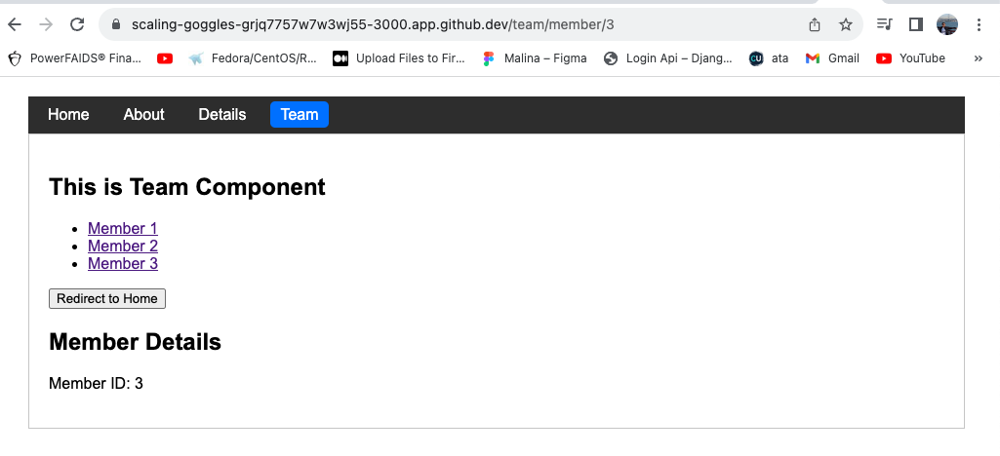 scaling-goggles-grjq7757w7w3wj55-3000.app.github.dev/team/member/3
PowerFAIDS® Fina... Fedora/CentOS/R... Upload Files to Fir... Malina – Figma Login Api – Djang... CU ata Gmail YouTube »
Home About Details Team
This is Team Component
• Member 1
• Member 2
• Member 3
Redirect to Home
Member Details
Member ID: 3